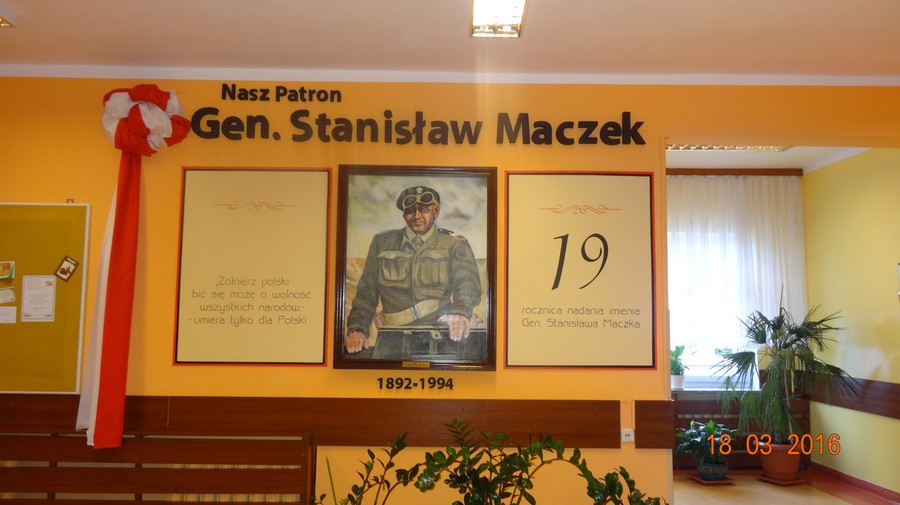 Nasz Patron
Gen. Stanisław Maczek
„Żołnierz polski
bić się może o wolność
wszystkich narodów -
- umiera tylko dla Polski
19
rocznica nadania imienia
Gen. Stanisława Maczka
1892-1994
18 03 2016